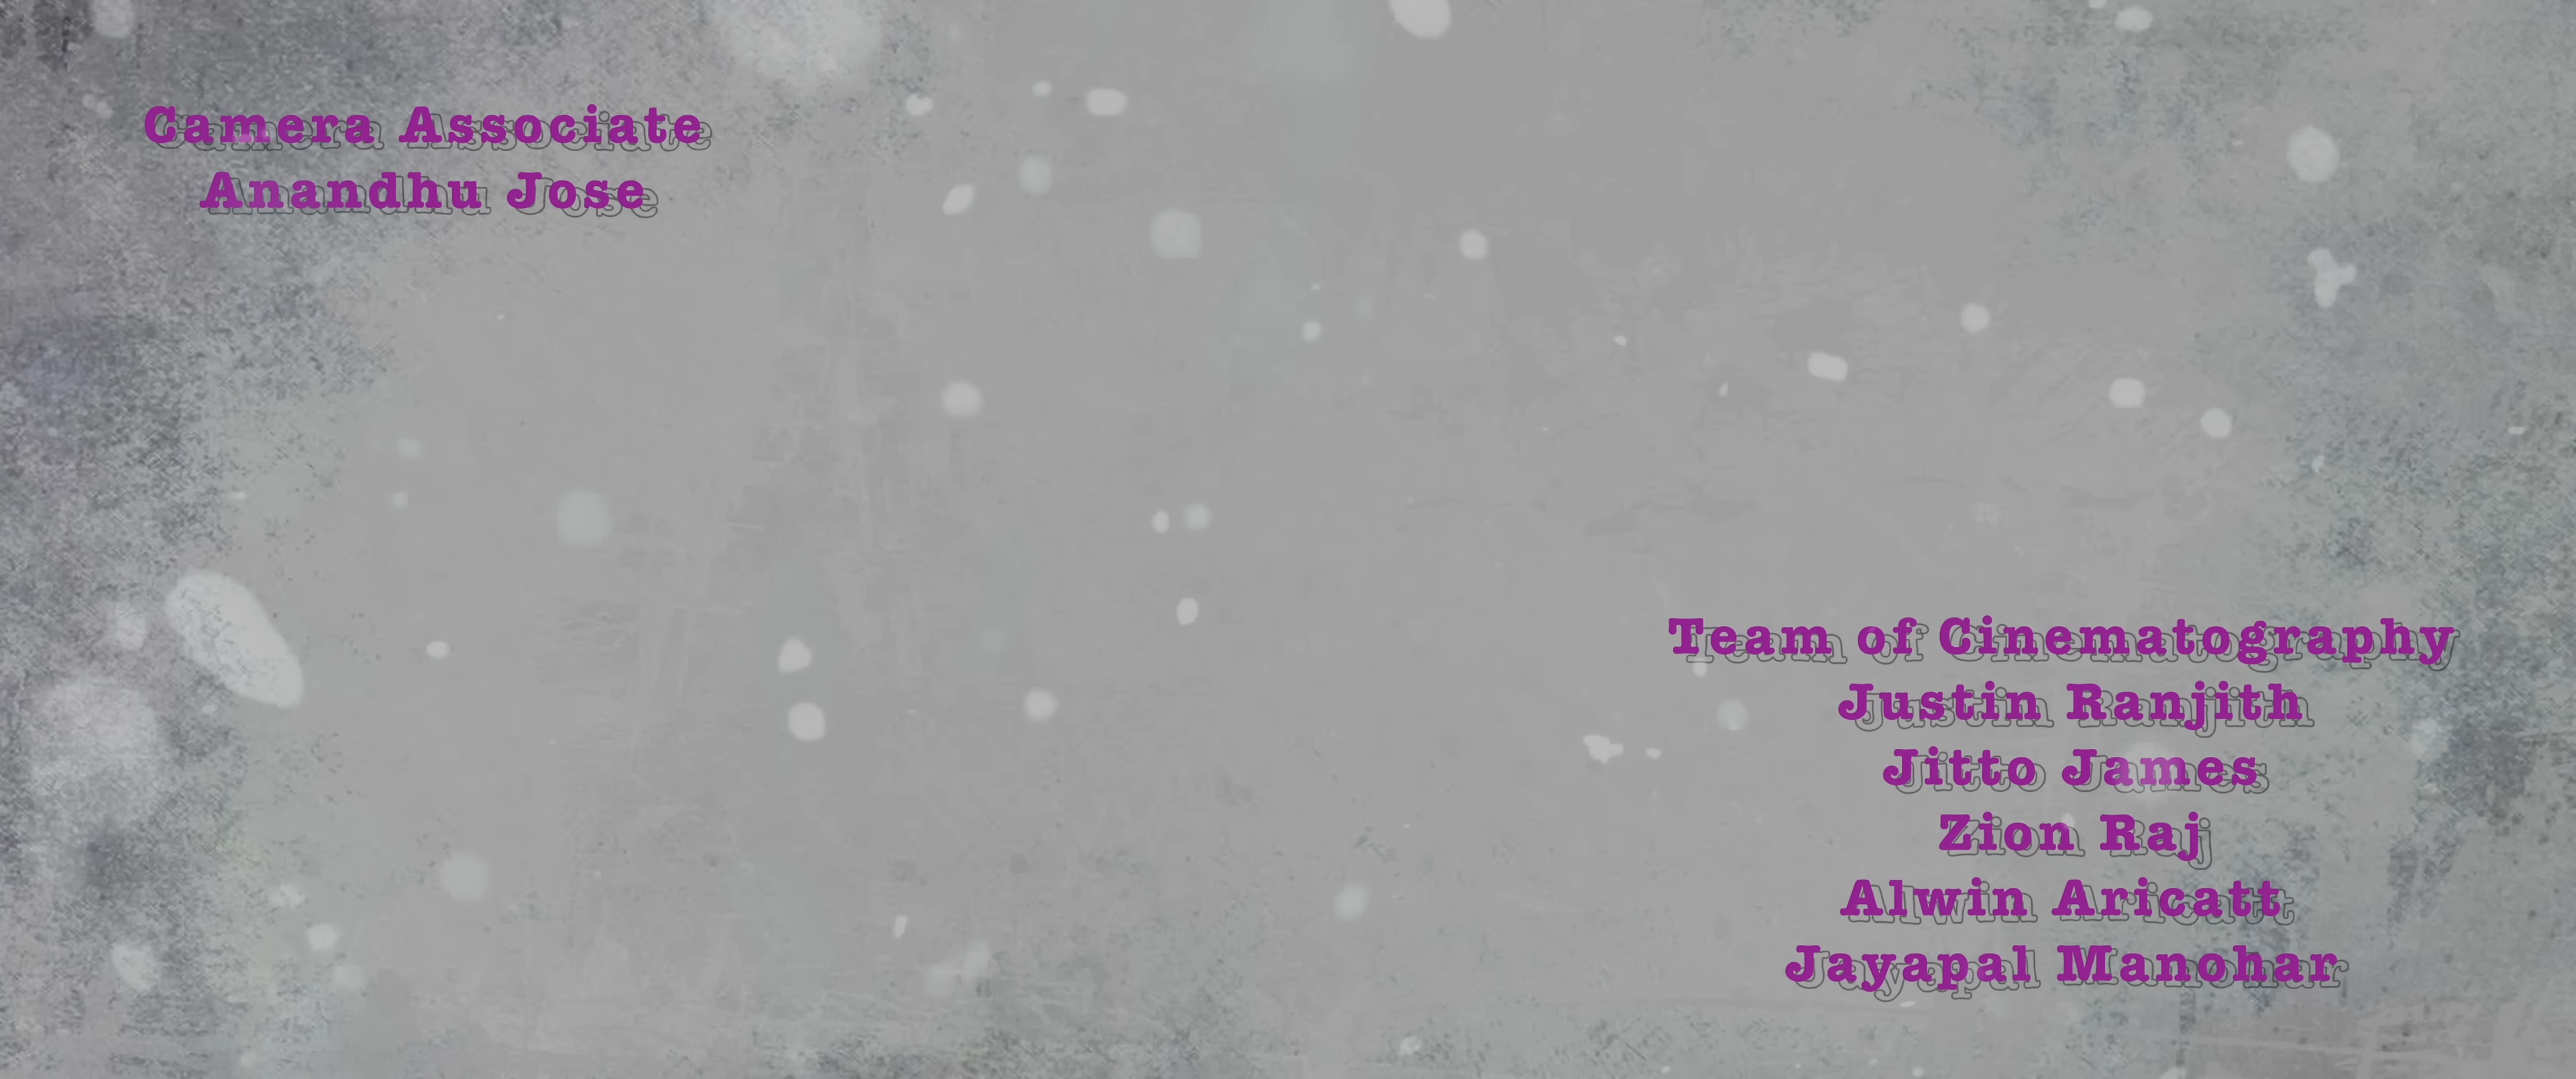 Camera Associate
Anandhu Jose
Team of Cinematography
Justin Ranjith
Jitto James
Zion Raj
Alwin Aricatt
Jayapal Manohar